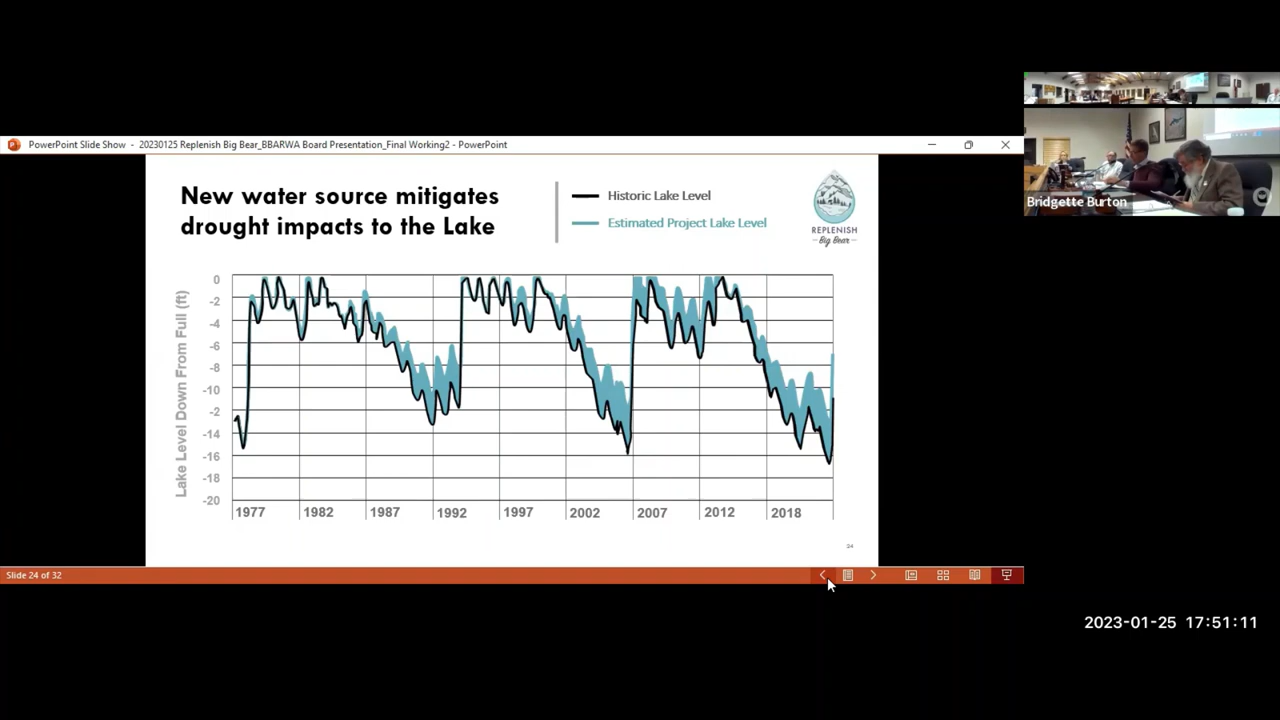 PowerPoint Slide Show - 20230125 Replenish Big Bear_BBARWA Board Presentation_Final Working2 - PowerPoint
Bridgette Burton
New water source mitigates
drought impacts to the Lake
Historic Lake Level
Estimated Project Lake Level
REPLENISH
Big Bear
Lake Level Down From Full (ft)
0
-2
-4
-6
-8
-10
-2
-14
-16
-18
-20
1977 1982 1987 1992 1997 2002 2007 2012 2018
34
Slide 24 of 32
2023-01-25 17:51:11